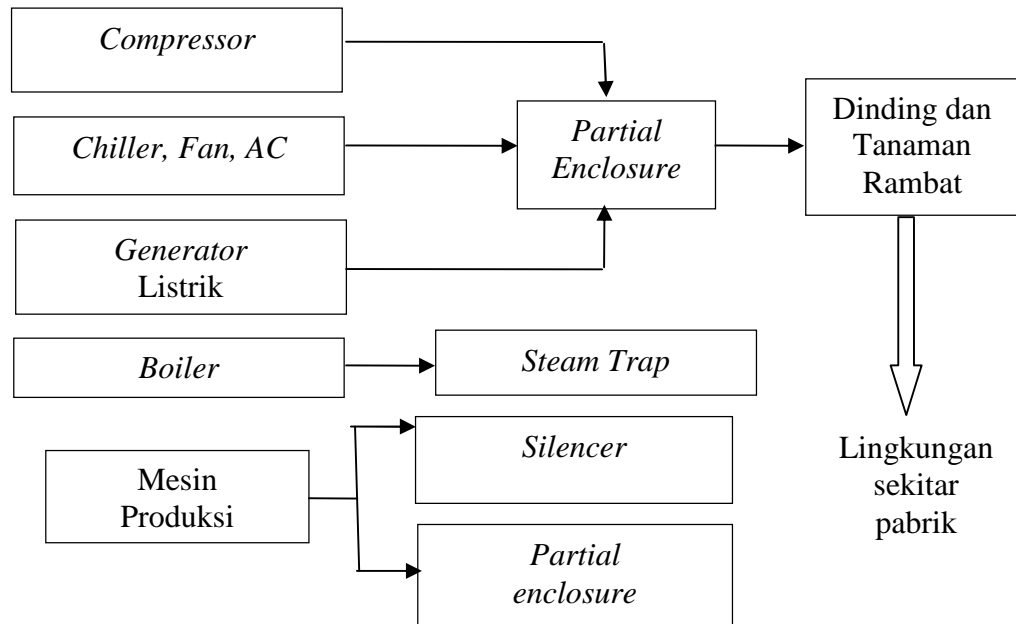 Compressor
Chiller, Fan, AC
Generator
Listrik
Boiler
Mesin
Produksi
Partial
Enclosure
Steam Trap
Silencer
Partial
enclosure
Dinding dan
Tanaman
Rambat
Lingkungan
sekitar
pabrik